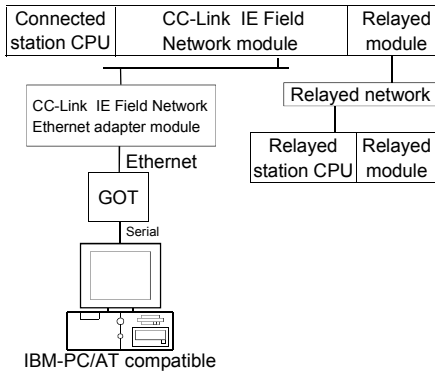 Connected
station CPU
CC-Link IE Field
Network module
Relayed
module
CC-Link IE Field Network
Ethernet adapter module
Relayed network
Relayed
station CPU
Relayed
module
Ethernet
GOT
Serial
IBM-PC/AT compatible